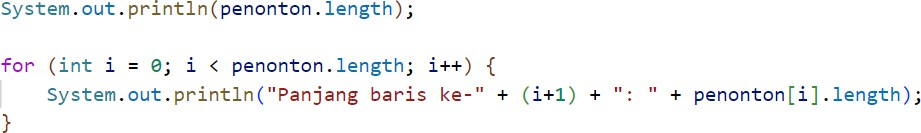 System.out.println(penonton.length);
for (int i = 0; i < penonton.length; i++) {
System.out.println("Panjang baris ke-" + (i+1) + ": " + penonton[i].length);
}